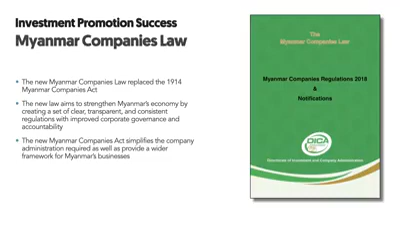 Investment Promotion Success
Myanmar Companies Law
• The new Myanmar Companies Law replaced the 1914
Myanmar Companies Act
• The new law aims to strengthen Myanmar's economy by
creating a set of clear, transparent, and consistent
regulations with improved corporate governance and
accountability
• The new Myanmar Companies Act simplifies the company
administration required as well as provide a wider
framework for Myanmar's businesses
The
Myanmar Companies Law
Myanmar Companies Regulations 2018
&
Notifications
DICA
Directorate of Investment and Company Administration